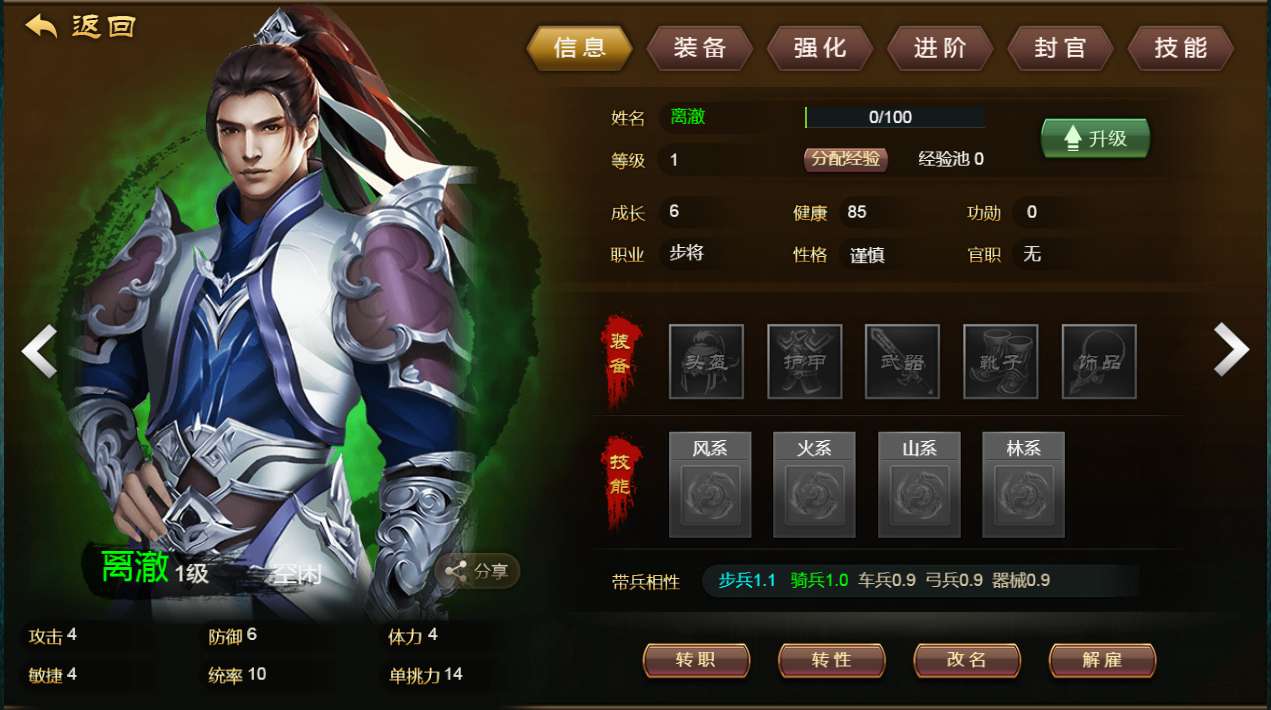 返回
信息 装备 强化 进阶 封官 技能
姓名 离澈 0/100 升级
等级 1 分配经验 经验池 0
成长 6 健康 85 功勋 0
职业 步将 性格 谨慎 官职 无
装备 头盔 护甲 武器 靴子 饰品
技能 风系 火系 山系 林系
离澈 1级 空闲 分享
带兵相性 步兵1.1 骑兵1.0 车兵0.9 弓兵0.9 器械0.9
攻击 4 防御 6 体力 4
敏捷 4 统率 10 单挑力 14
转职 转性 改名 解雇